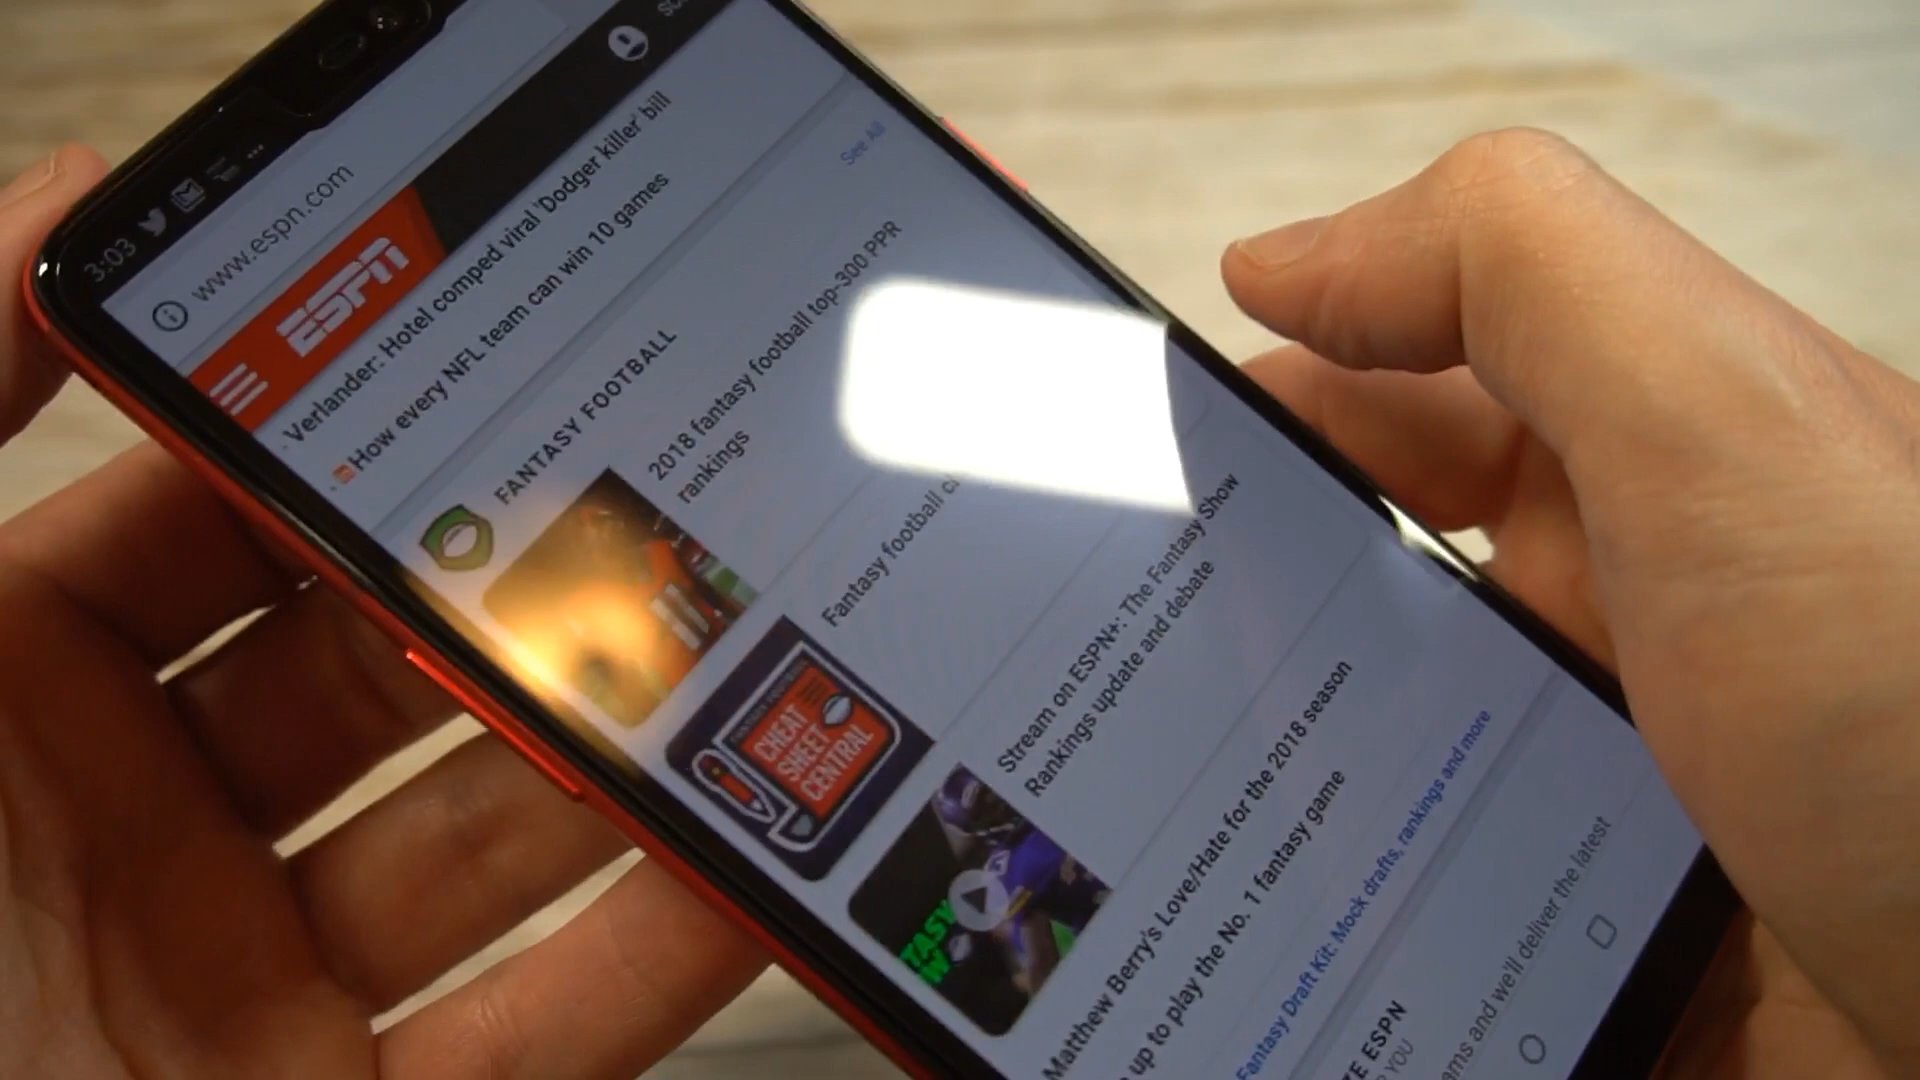 3:03
www.espn.com
ESPN
Verlander: Hotel comped viral 'Dodger killer' bill
How every NFL team can win 10 games
FANTASY FOOTBALL
See All
2018 fantasy football top-300 PPR
rankings
Fantasy football
CHEAT
SHEET
CENTRAL
Stream on ESPN+: The Fantasy Show
Rankings update and debate
TASY
W
Matthew Berry's Love/Hate for the 2018 season
up to play the No. 1 fantasy game
Fantasy Draft Kit: Mock drafts, rankings and more
ZE ESPN
YOU
ams and we'll deliver the latest